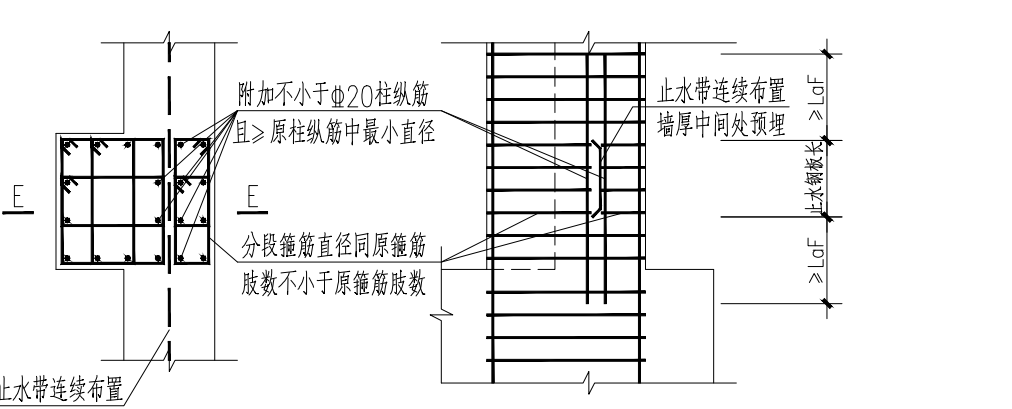 附加不小于Φ20柱纵筋
且≥原柱纵筋中最小直径
止水带连续布置
墙厚中间处预埋
≥LaF
止水钢板长
≥LaF
E
E
分段箍筋直径同原箍筋
肢数不小于原箍筋肢数
止水带连续布置